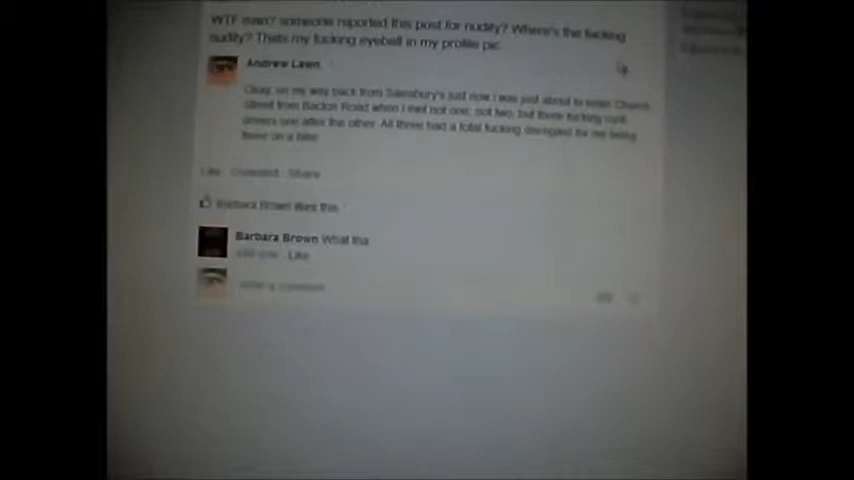 WTF man? someone reported this post for nudity? Where's the fucking
nudity? Thats my fucking eyeball in my profile pic.
Andrew Lawn
Okay, so my way back from Sainsbury's just now I was just about to enter Church
Street from Bacton Road when I met not one, not two, but three fucking
drivers one after the other. All three had a total fucking disregard for me being
there on a bike
Like Comment Share
Barbara Brown likes this.
Barbara Brown What tha
Like
Write a comment